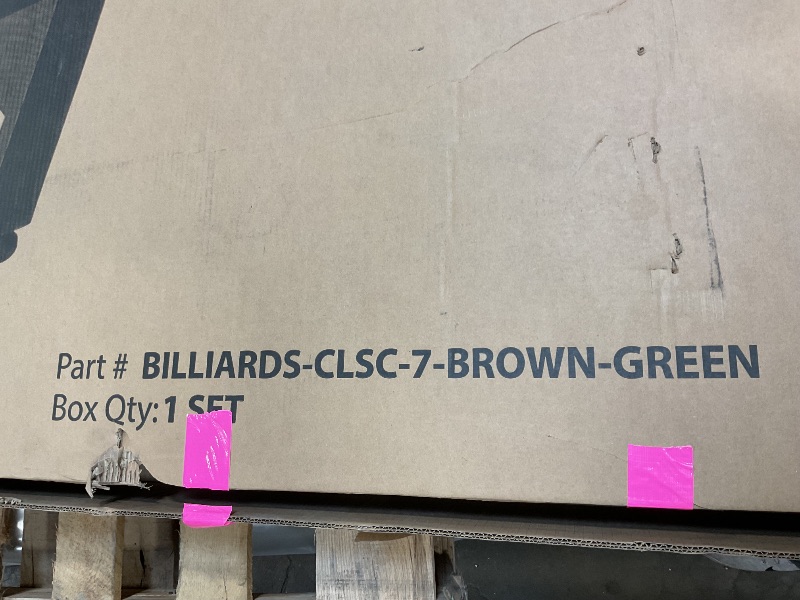 Part # BILLIARDS-CLSC-7-BROWN-GREEN
Box Qty: 1 SET